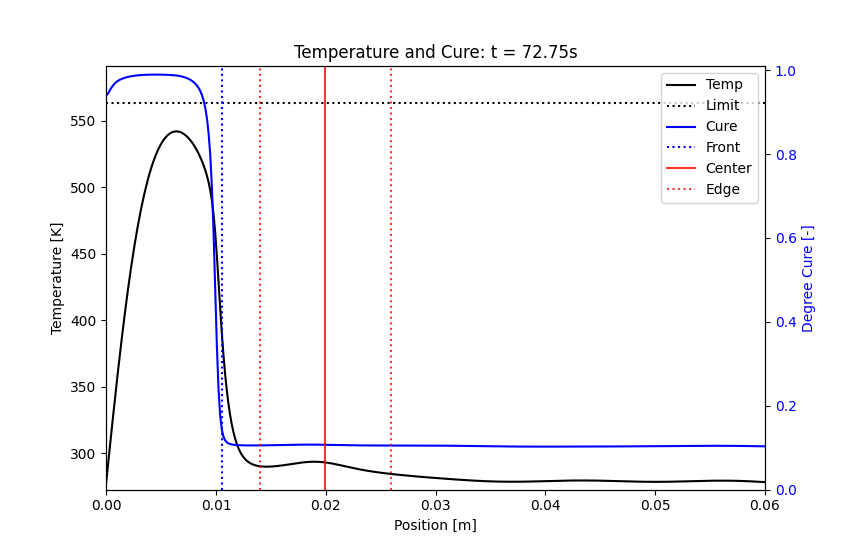 Temperature and Cure: t = 72.75s
Temp
Limit
Cure
Front
Center
Edge
550
500
450
400
350
300
Temperature [K]
1.0
0.8
0.6
0.4
0.2
0.0
Degree Cure [-]
0.00
0.01
0.02
0.03
0.04
0.05
0.06
Position [m]